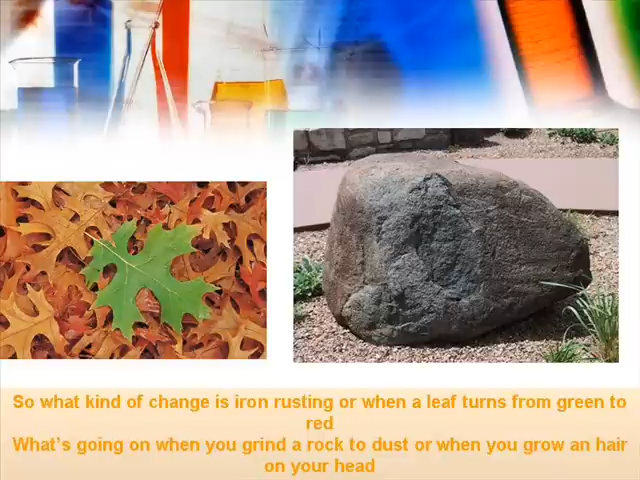 So what kind of change is iron rusting or when a leaf turns from green to
red
What's going on when you grind a rock to dust or when you grow an hair
on your head